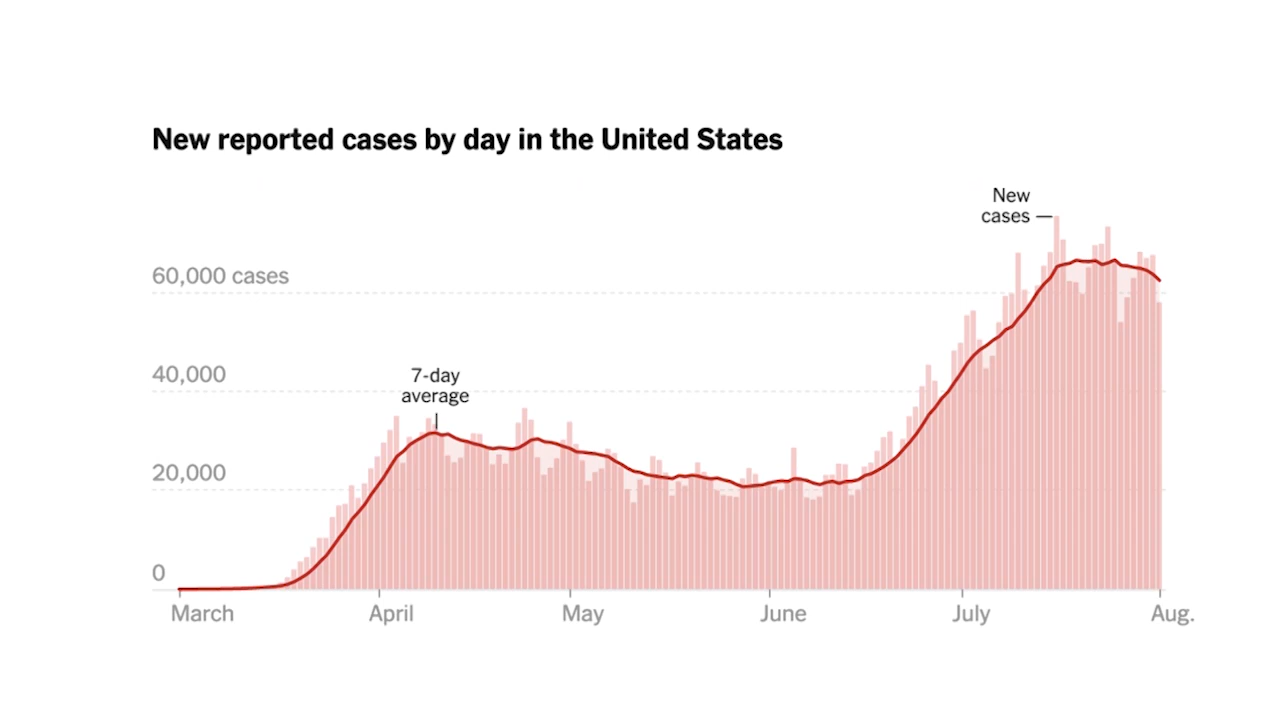 New reported cases by day in the United States
New
cases
60,000 cases
7-day
average
40,000
20,000
0
March April May June July Aug.